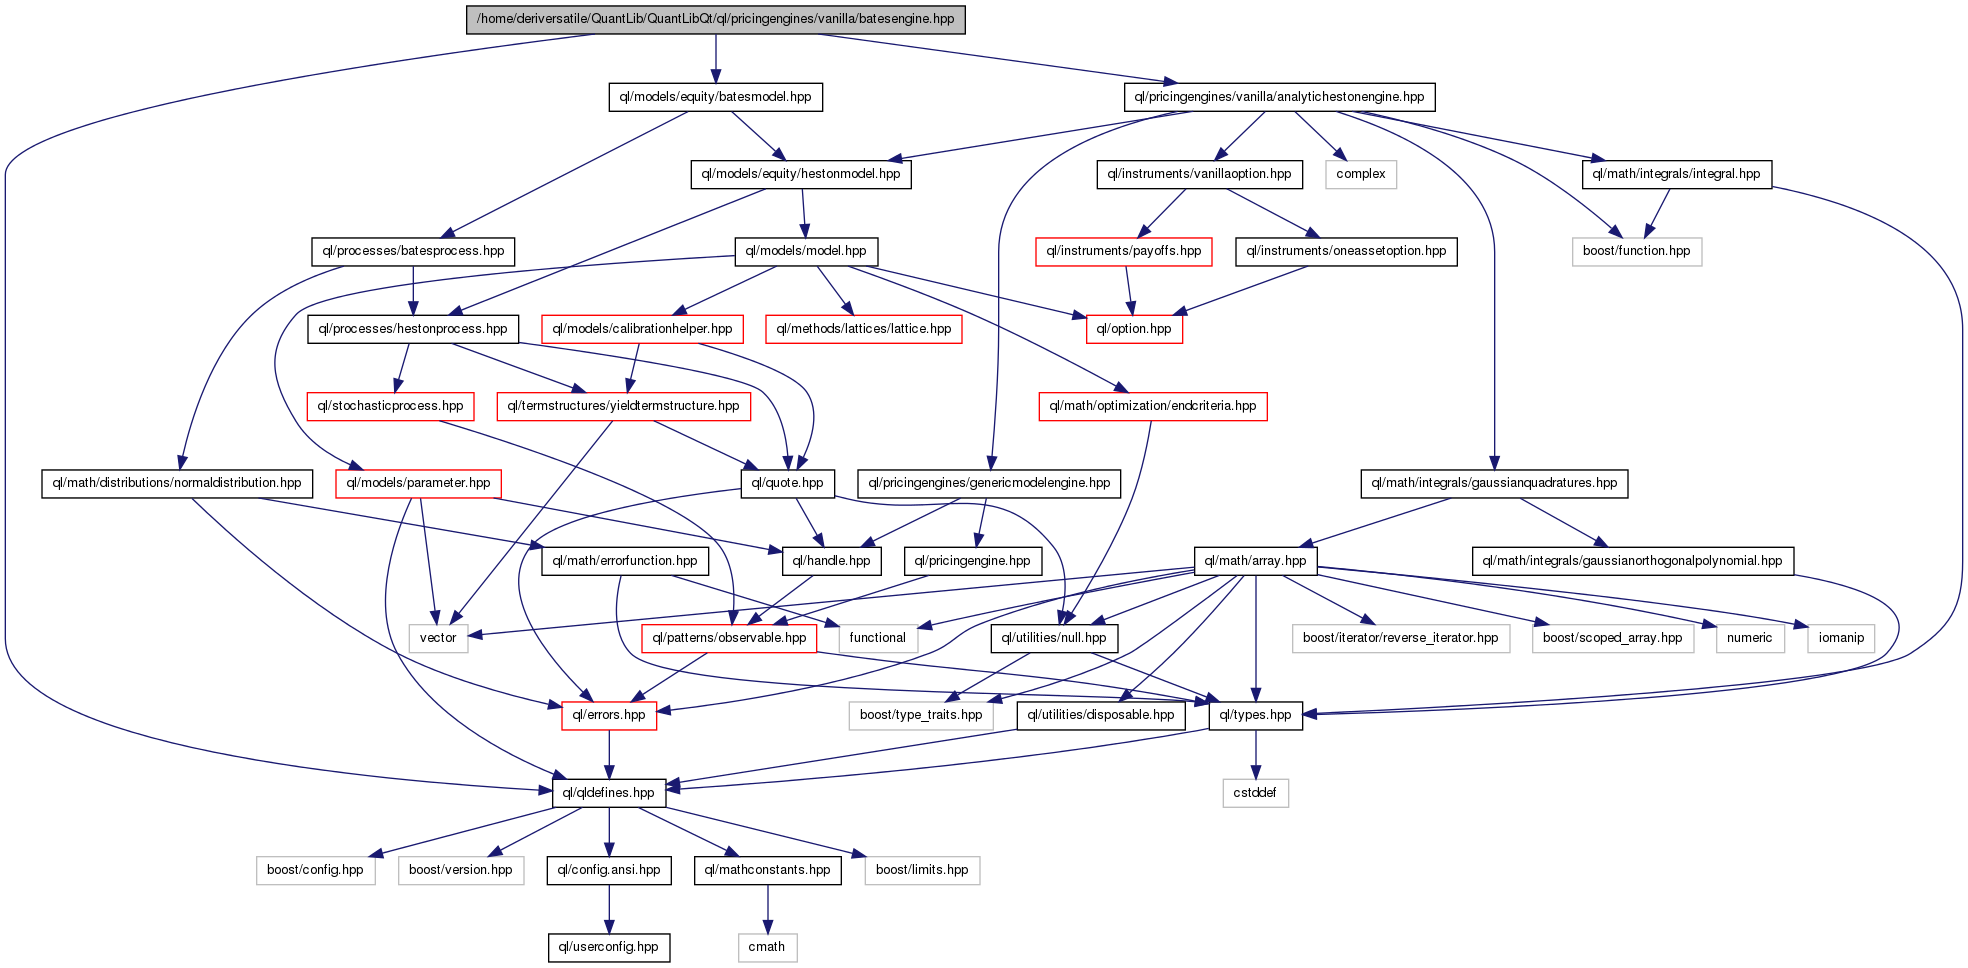 /home/deriversatile/QuantLib/QuantLibQt/ql/pricingengines/vanilla/batesengine.hpp
ql/models/equity/batesmodel.hpp
ql/pricingengines/vanilla/analytichestonengine.hpp
ql/models/equity/hestonmodel.hpp
ql/instruments/vanillaoption.hpp
complex
ql/math/integrals/integral.hpp
ql/processes/batesprocess.hpp
ql/models/model.hpp
ql/instruments/payoffs.hpp
ql/instruments/oneassetoption.hpp
boost/function.hpp
ql/processes/hestonprocess.hpp
ql/models/calibrationhelper.hpp
ql/methods/lattices/lattice.hpp
ql/option.hpp
ql/stochasticprocess.hpp
ql/termstructures/yieldtermstructure.hpp
ql/math/optimization/endcriteria.hpp
ql/math/distributions/normaldistribution.hpp
ql/models/parameter.hpp
ql/quote.hpp
ql/pricingengines/genericmodelengine.hpp
ql/math/integrals/gaussianquadratures.hpp
ql/math/errorfunction.hpp
ql/handle.hpp
ql/pricingengine.hpp
ql/math/array.hpp
ql/math/integrals/gaussianorthogonalpolynomial.hpp
vector
ql/patterns/observable.hpp
functional
ql/utilities/null.hpp
boost/iterator/reverse_iterator.hpp
boost/scoped_array.hpp
numeric
iomanip
ql/errors.hpp
boost/type_traits.hpp
ql/utilities/disposable.hpp
ql/types.hpp
ql/qldefines.hpp
cstddef
boost/config.hpp
boost/version.hpp
ql/config.ansi.hpp
ql/mathconstants.hpp
boost/limits.hpp
ql/userconfig.hpp
cmath